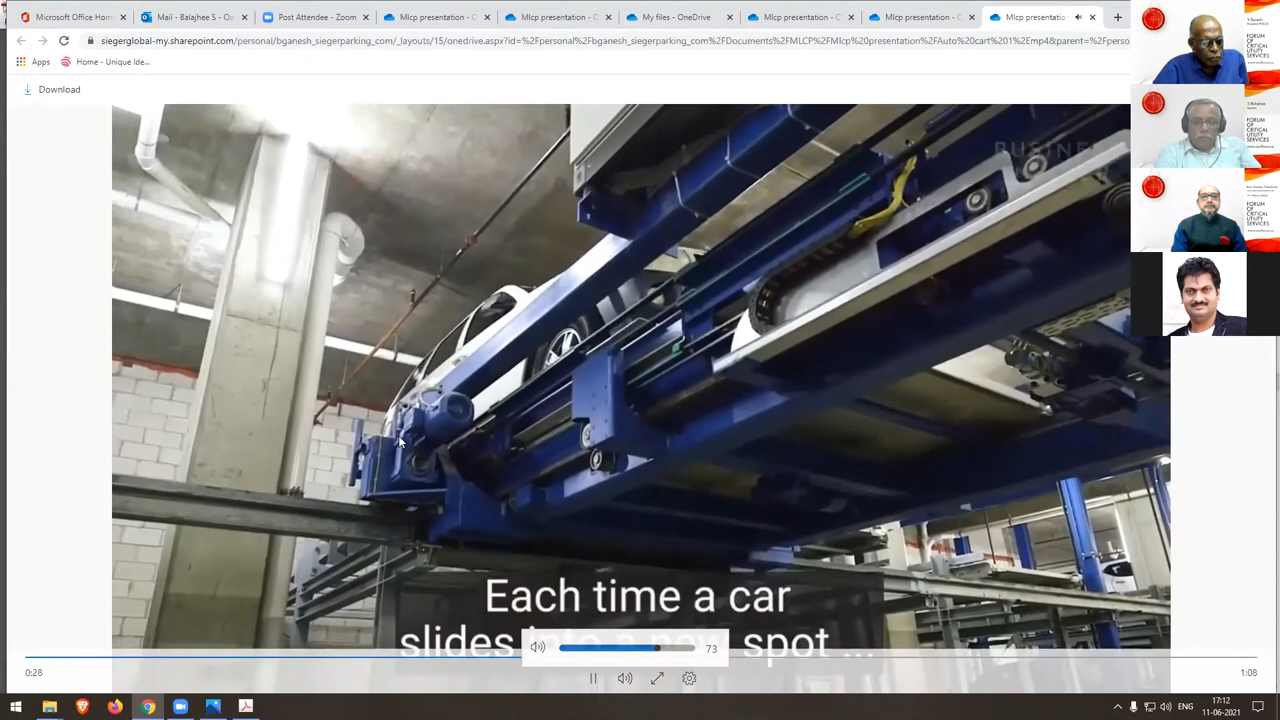 Microsoft Office Hom
Mail - Balajhee S - Ou
Post Attendee - Zoom
Mlcp presentation - C
Mlcp presentation - C
My files - OneDrive
Mlcp presentation - C
Mlcp presentation - C
Mlcp presentatio
siegerglobal-my.sharepoint.com/personal/bganesh_siegerparking_com/_layouts/15/onedrive.aspx?id=%2Fpersonal%2Fbganesh_siegerparking_com%2FDocuments%2FMLCP%2FMlcp%20presentation%2FAuto%20cart%201%2Emp4&parent=%2Fperso
Apps
Home - Unique Ide...
Download
V Suresh
FORUM
OF
CRITICAL
UTILITY
SERVICES
FORUM
OF
CRITICAL
UTILITY
SERVICES
FORUM
OF
CRITICAL
UTILITY
SERVICES
BUSINE
Each time a car
slides into a new spot ...
73
0:28
1:08
ENG
17:12
11-06-2021